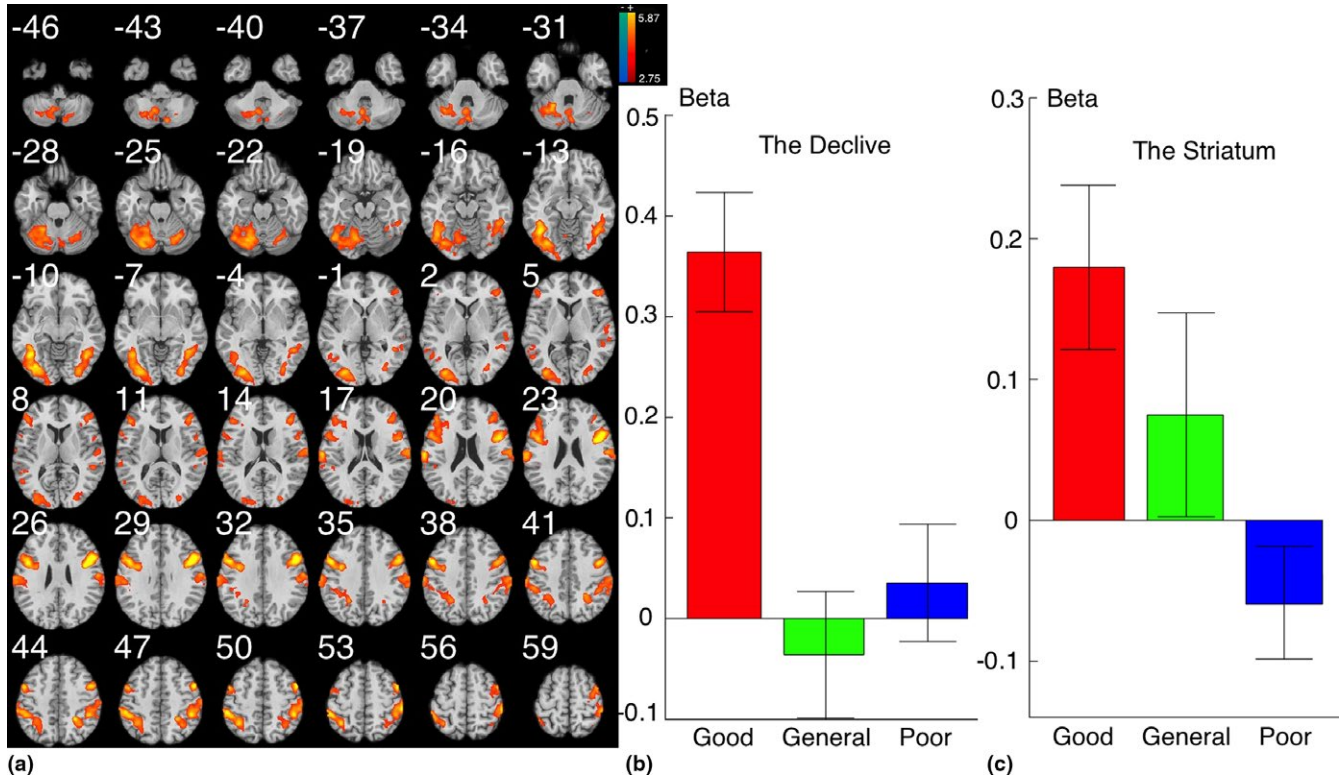 -46 -43 -40 -37 -34 -31
- +
5.87
2.75
-28 -25 -22 -19 -16 -13
-10 -7 -4 -1 2 5
8 11 14 17 20 23
26 29 32 35 38 41
44 47 50 53 56 59
(a)
Beta
The Declive
0.5
0.4
0.3
0.2
0.1
0
-0.1
Good General Poor
(b)
Beta
The Striatum
0.3
0.2
0.1
0
-0.1
Good General Poor
(c)